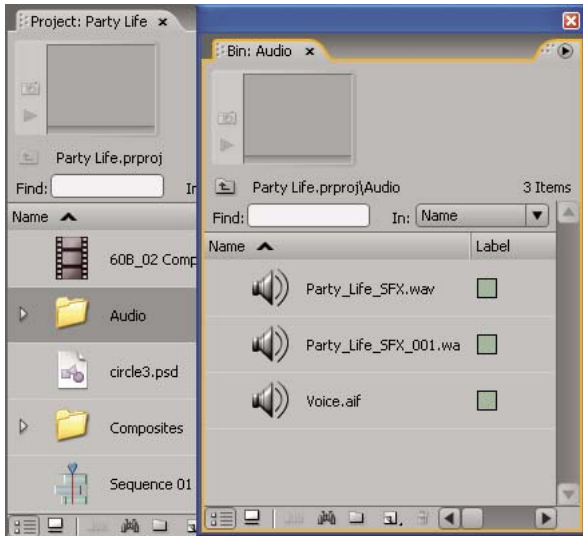 Project: Party Life
Party Life.prproj
Find:
In
Name
60B_02 Comp
Audio
circle3.psd
Composites
Sequence 01
Bin: Audio
Party Life.prproj\Audio
3 Items
Find:
In: Name
Name
Label
Party_Life_SFX.wav
Party_Life_SFX_001.wa
Voice.aif